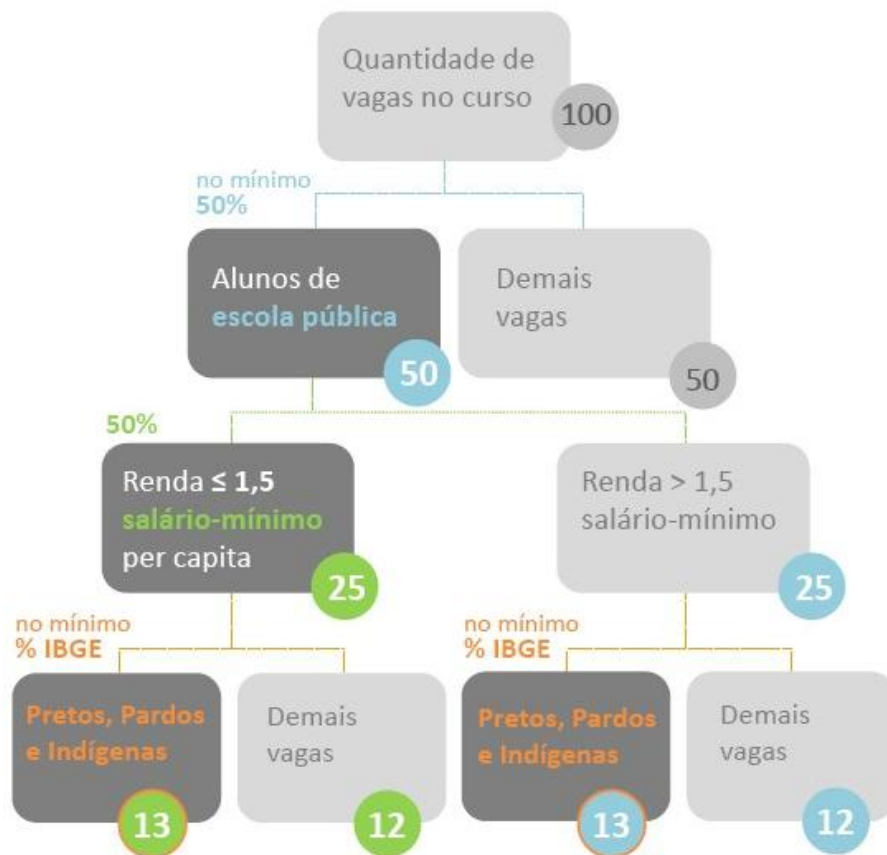 Quantidade de
vagas no curso
100
no mínimo
50%
Alunos de
escola pública
50
Demais
vagas
50
50%
Renda ≤ 1,5
salário-mínimo
per capita
25
Renda > 1,5
salário-mínimo
25
no mínimo
% IBGE
Pretos, Pardos
e Indígenas
13
Demais
vagas
12
no mínimo
% IBGE
Pretos, Pardos
e Indígenas
13
Demais
vagas
12